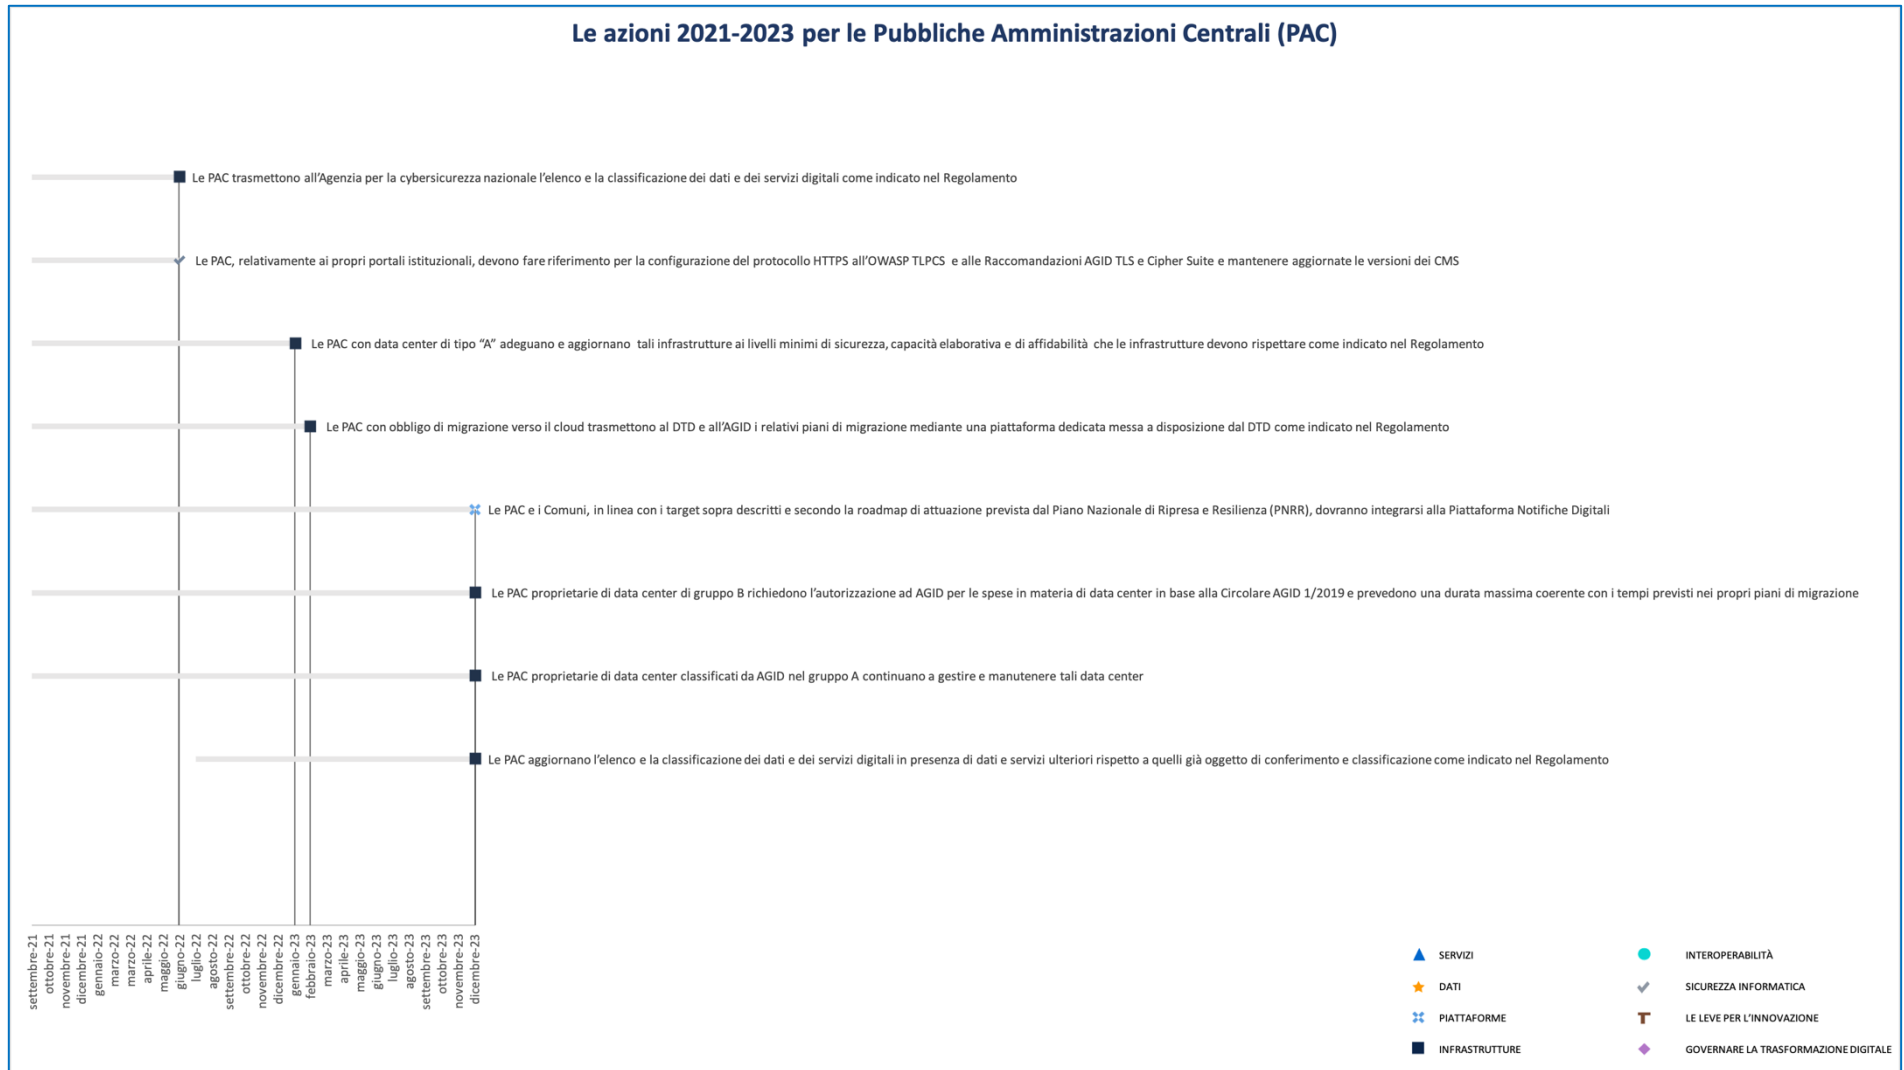 Le azioni 2021-2023 per le Pubbliche Amministrazioni Centrali (PAC)
Le PAC trasmettono all'Agenzia per la cybersicurezza nazionale l'elenco e la classificazione dei dati e dei servizi digitali come indicato nel Regolamento
Le PAC, relativamente ai propri portali istituzionali, devono fare riferimento per la configurazione del protocollo HTTPS all'OWASP TLPCS e alle Raccomandazioni AGID TLS e Cipher Suite e mantenere aggiornate le versioni dei CMS
Le PAC con data center di tipo “A” adeguano e aggiornano tali infrastrutture ai livelli minimi di sicurezza, capacità elaborativa e di affidabilità che le infrastrutture devono rispettare come indicato nel Regolamento
Le PAC con obbligo di migrazione verso il cloud trasmettono al DTD e all'AGID i relativi piani di migrazione mediante una piattaforma dedicata messa a disposizione dal DTD come indicato nel Regolamento
Le PAC e i Comuni, in linea con i target sopra descritti e secondo la roadmap di attuazione prevista dal Piano Nazionale di Ripresa e Resilienza (PNRR), dovranno integrarsi alla Piattaforma Notifiche Digitali
Le PAC proprietarie di data center di gruppo B richiedono l'autorizzazione ad AGID per le spese in materia di data center in base alla Circolare AGID 1/2019 e prevedono una durata massima coerente con i tempi previsti nei propri piani di migrazione
Le PAC proprietarie di data center classificati da AGID nel gruppo A continuano a gestire e manutenere tali data center
Le PAC aggiornano l'elenco e la classificazione dei dati e dei servizi digitali in presenza di dati e servizi ulteriori rispetto a quelli già oggetto di conferimento e classificazione come indicato nel Regolamento
settembre-21
ottobre-21
novembre-21
dicembre-21
gennaio-22
marzo-22
marzo-22
aprile-22
maggio-22
giugno-22
luglio-22
agosto-22
settembre-22
ottobre-22
novembre-22
dicembre-22
gennaio-23
febbraio-23
marzo-23
aprile-23
maggio-23
giugno-23
luglio-23
agosto-23
settembre-23
ottobre-23
novembre-23
dicembre-23
SERVIZI
DATI
PIATTAFORME
INFRASTRUTTURE
INTEROPERABILITÀ
SICUREZZA INFORMATICA
LE LEVE PER L'INNOVAZIONE
GOVERNARE LA TRASFORMAZIONE DIGITALE